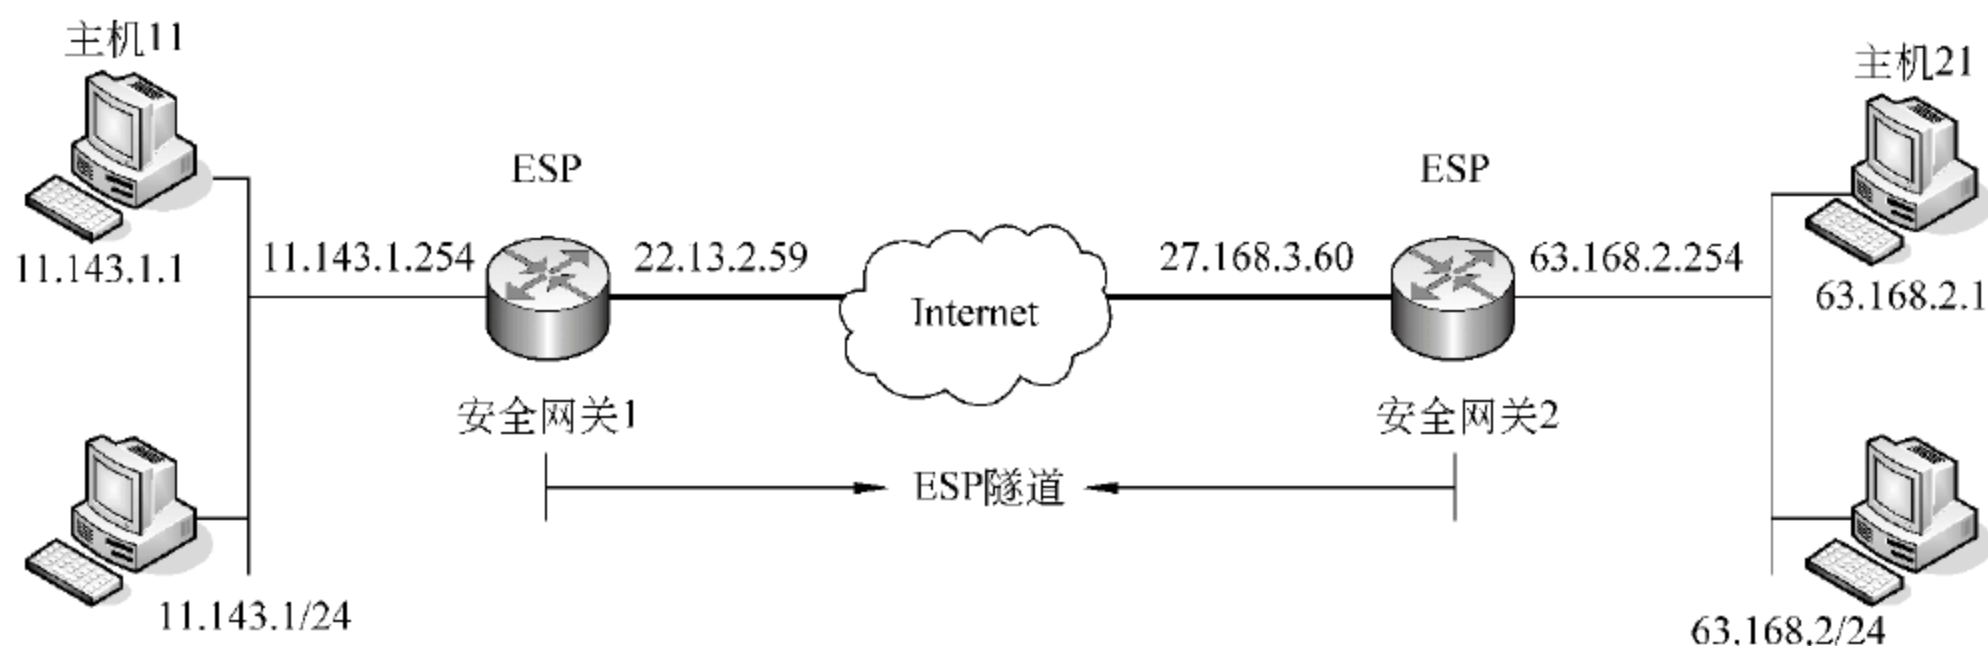 主机11
主机21
ESP
ESP
11.143.1.1
11.143.1.254
22.13.2.59
Internet
27.168.3.60
63.168.2.254
63.168.2.1
安全网关1
安全网关2
ESP隧道
11.143.1/24
63.168.2/24